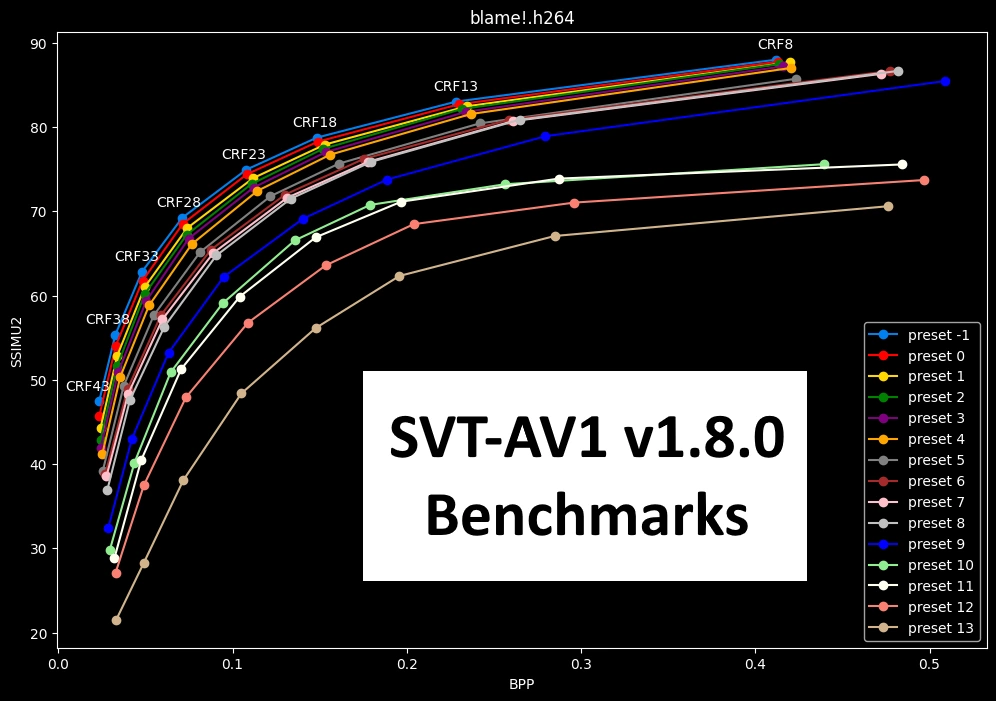 blame!.h264
90
80
70
60
50
40
30
20
SSIMU2
0.0
0.1
0.2
0.3
0.4
0.5
BPP
CRF8
CRF13
CRF18
CRF23
CRF28
CRF33
CRF38
CRF43
SVT-AV1 v1.8.0
Benchmarks
preset -1
preset 0
preset 1
preset 2
preset 3
preset 4
preset 5
preset 6
preset 7
preset 8
preset 9
preset 10
preset 11
preset 12
preset 13